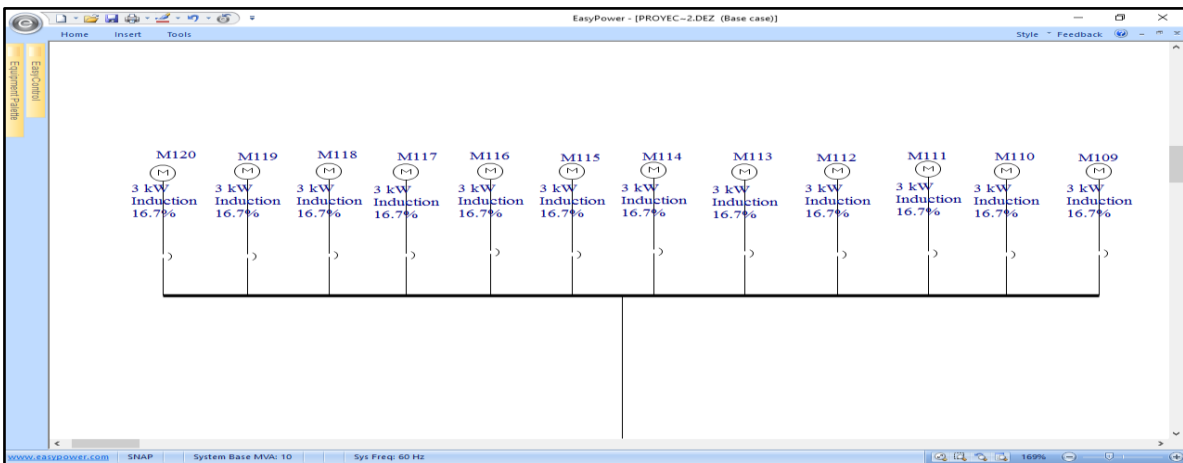 EasyPower - [PROYEC~2.DEZ (Base case)]
Home Insert Tools Style Feedback
EasyControl
Equipment Palette
M120 M119 M118 M117 M116 M115 M114 M113 M112 M111 M110 M109
M M M M M M M M M M M M
3 kW 3 kW 3 kW 3 kW 3 kW 3 kW 3 kW 3 kW 3 kW 3 kW 3 kW 3 kW
Induction Induction Induction Induction Induction Induction Induction Induction Induction Induction Induction Induction
16.7% 16.7% 16.7% 16.7% 16.7% 16.7% 16.7% 16.7% 16.7% 16.7% 16.7% 16.7%
www.easypower.com SNAP System Base MVA: 10 Sys Freq: 60 Hz 169%